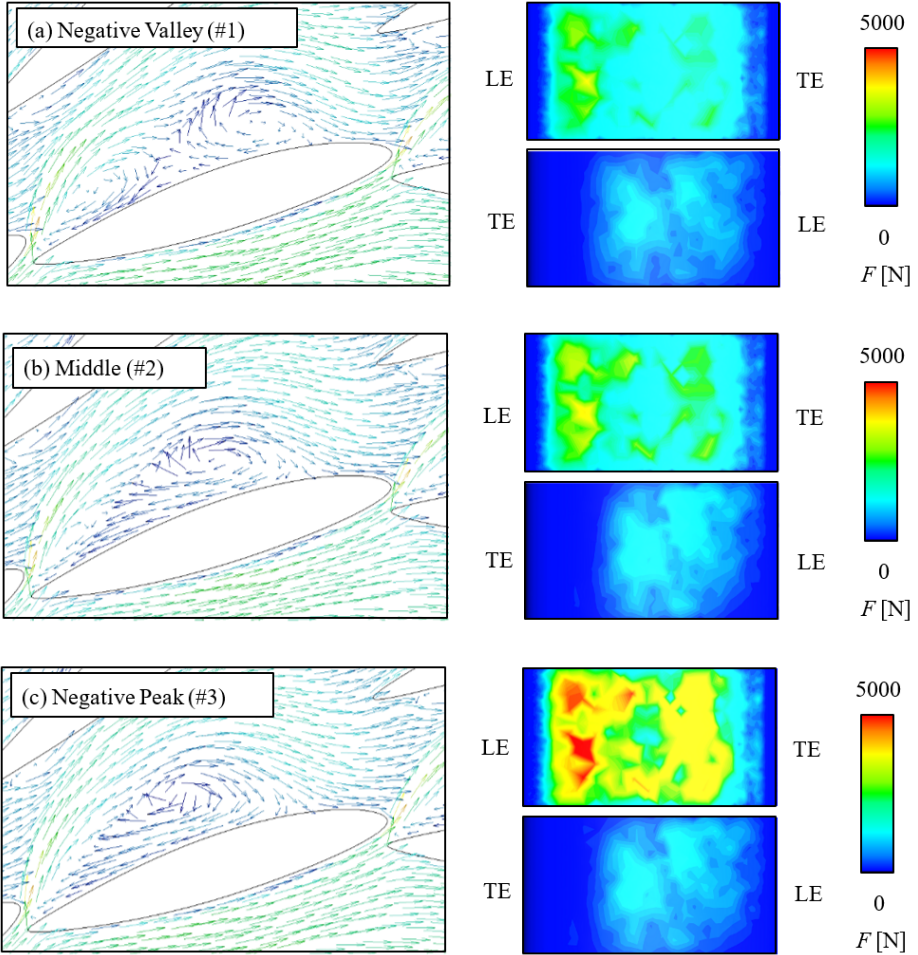 (a) Negative Valley (#1)
LE
TE
TE
LE
5000
0
F [N]
(b) Middle (#2)
LE
TE
TE
LE
5000
0
F [N]
(c) Negative Peak (#3)
LE
TE
TE
LE
5000
0
F [N]